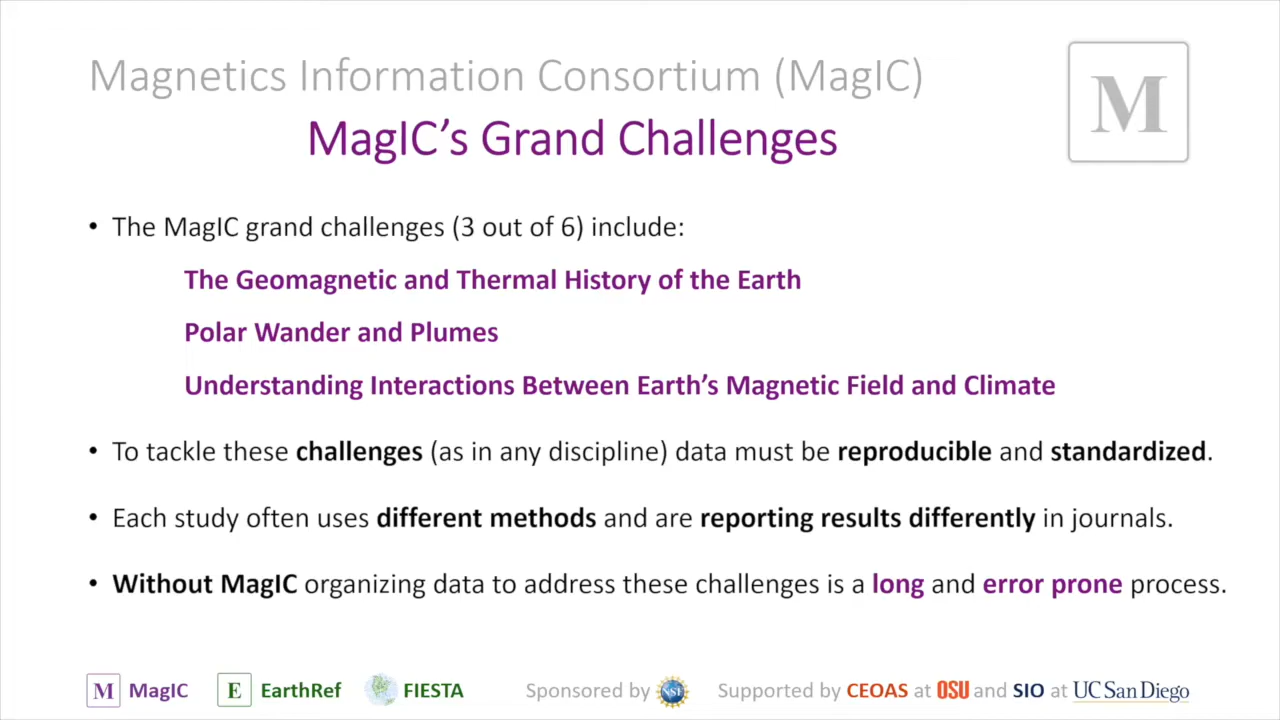 Magnetics Information Consortium (MagIC)
M
MagIC's Grand Challenges
• The MagIC grand challenges (3 out of 6) include:
The Geomagnetic and Thermal History of the Earth
Polar Wander and Plumes
Understanding Interactions Between Earth's Magnetic Field and Climate
• To tackle these challenges (as in any discipline) data must be reproducible and standardized.
• Each study often uses different methods and are reporting results differently in journals.
• Without MagIC organizing data to address these challenges is a long and error prone process.
M MagIC E EarthRef FIESTA Sponsored by NSF Supported by CEOAS at OSU and SIO at UC San Diego